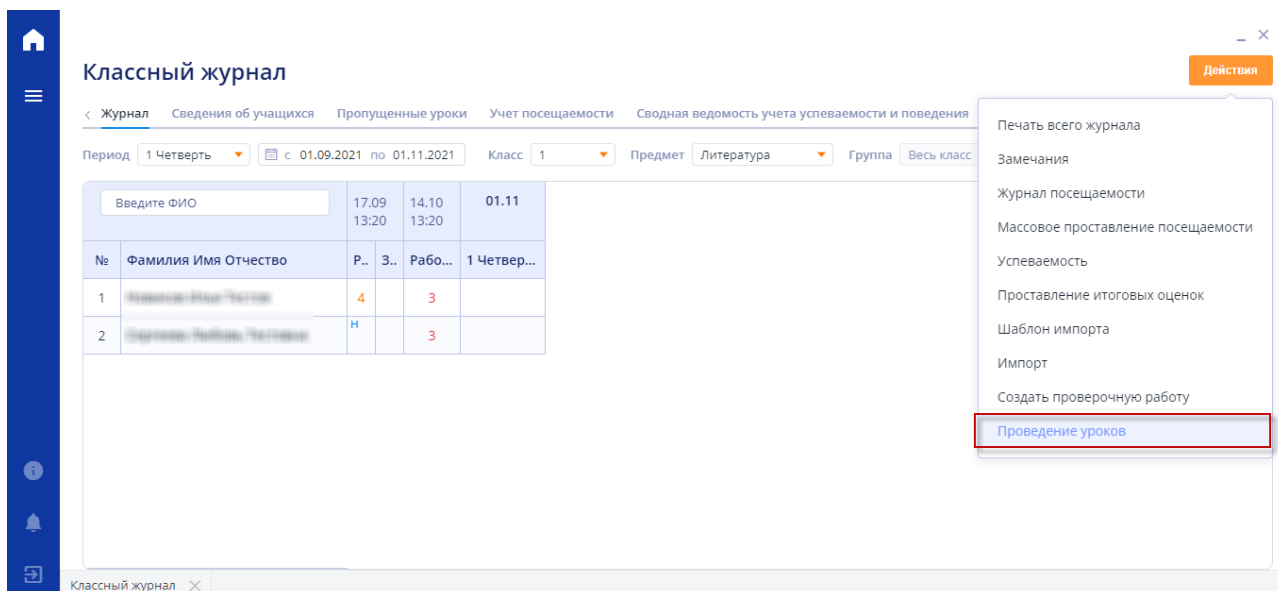 Классный журнал
Действия
Журнал Сведения об учащихся Пропущенные уроки Учет посещаемости Сводная ведомость учета успеваемости и поведения
Период 1 Четверть с 01.09.2021 по 01.11.2021 Класс 1 Предмет Литература Группа Весь класс
Введите ФИО 17.09 13:20 14.10 13:20 01.11
№ Фамилия Имя Отчество Р.. З.. Рабо... 1 Четвер...
1 4 3
2 Н 3
Печать всего журнала
Замечания
Журнал посещаемости
Массовое проставление посещаемости
Успеваемость
Проставление итоговых оценок
Шаблон импорта
Импорт
Создать проверочную работу
Проведение уроков
Классный журнал